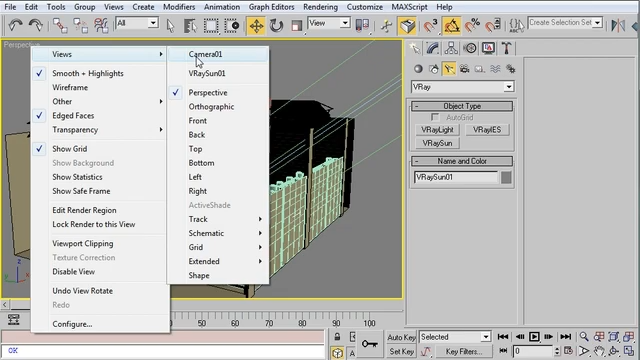 File Edit Tools Group Views Create Modifiers Animation Graph Editors Rendering Customize MAXScript Help
All View Create Selection Set
Perspective
Views Camera01
VRaySun01
Smooth + Highlights
Wireframe Perspective
Other Orthographic
Edged Faces Front
Transparency Back
Show Grid Top
Show Background Bottom
Show Statistics Left
Show Safe Frame Right
ActiveShade
Edit Render Region Track
Lock Render to this View Schematic
Viewport Clipping Grid
Texture Correction Extended
Disable View Shape
Undo View Rotate
Redo
Configure...
VRay
Object Type
AutoGrid
VRayLight VRayIES
VRaySun
Name and Color
VRaySun01
z x
50 60 70 80 90 100
OK
Auto Key Selected
Set Key Key Filters... 0